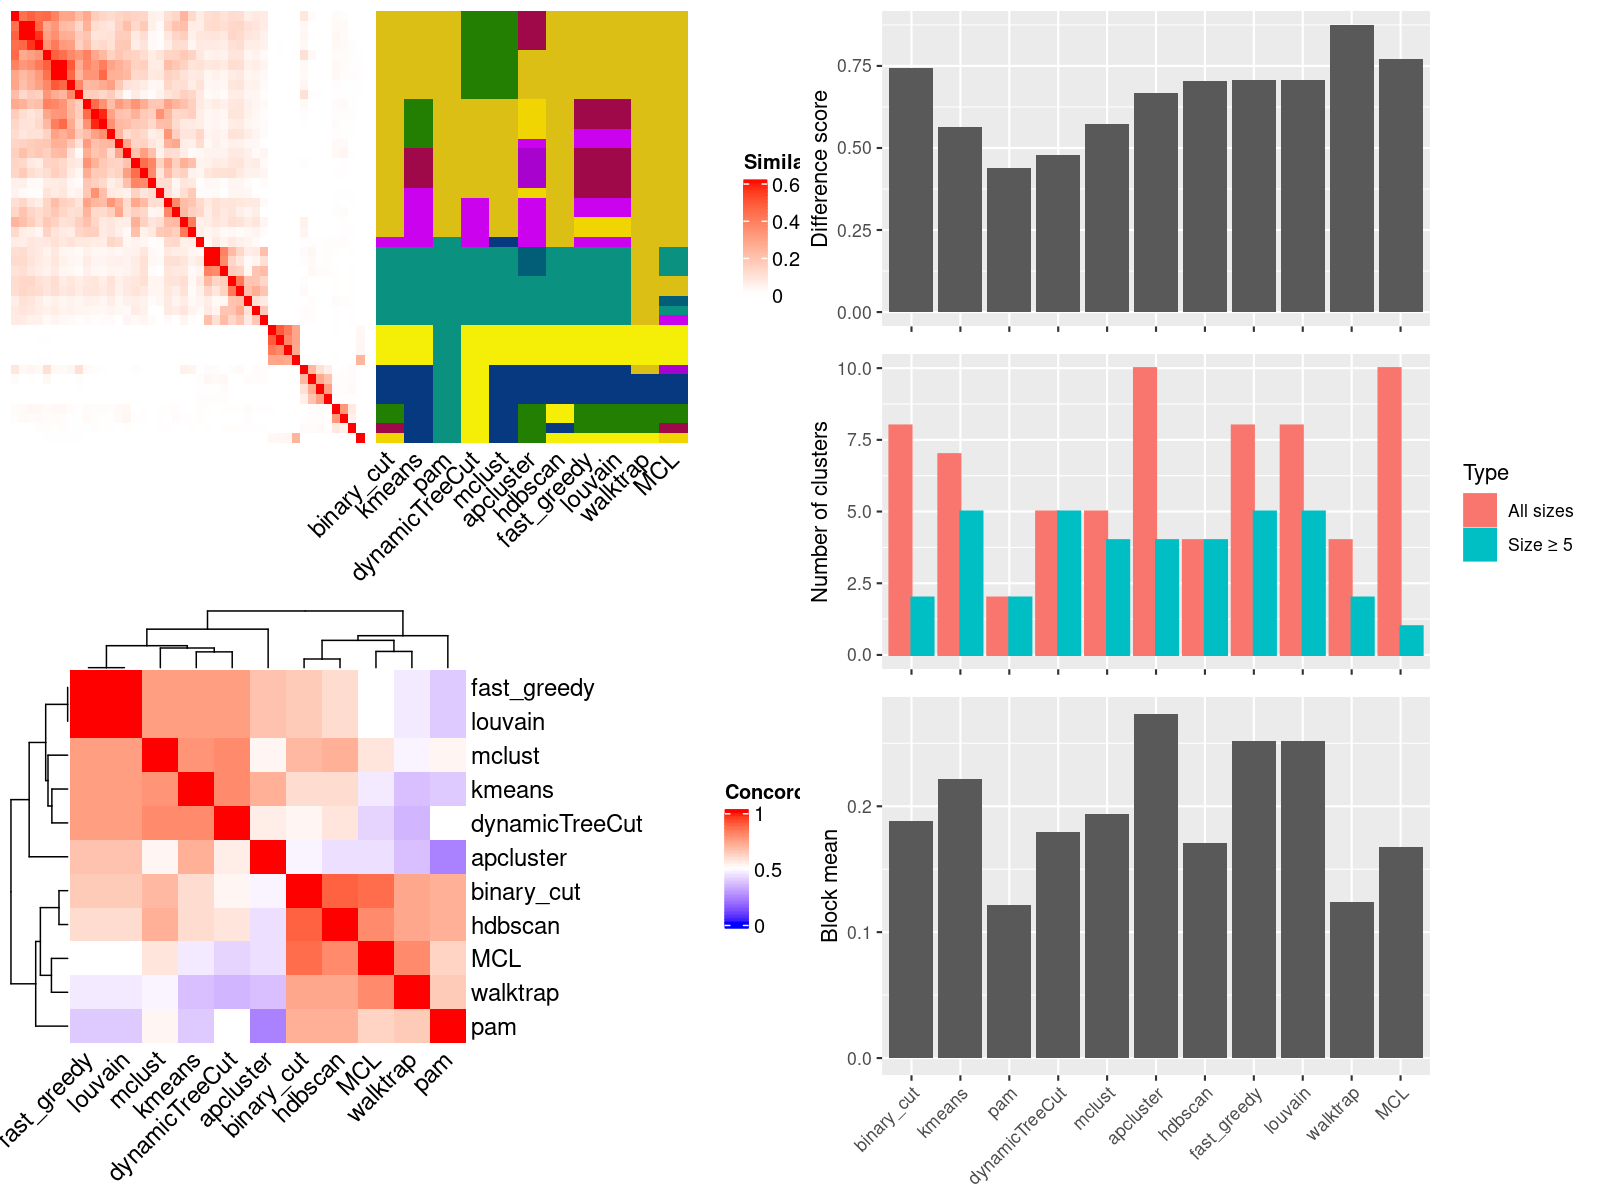 Simila
0.6
0.4
0.2
0
binary_cut
kmeans
pam
dynamicTreeCut
mclust
apcluster
hdbscan
fast_greedy
louvain
walktrap
MCL
Difference score
0.75
0.50
0.25
0.00
Number of clusters
10.0
7.5
5.0
2.5
0.0
Type
All sizes
Size ≥ 5
fast_greedy
louvain
mclust
kmeans
dynamicTreeCut
apcluster
binary_cut
hdbscan
MCL
walktrap
pam
fast_greedy
louvain
mclust
kmeans
dynamicTreeCut
apcluster
binary_cut
hdbscan
MCL
walktrap
pam
Concord
1
0.5
0
Block mean
0.2
0.1
0.0
binary_cut
kmeans
pam
dynamicTreeCut
mclust
apcluster
hdbscan
fast_greedy
louvain
walktrap
MCL